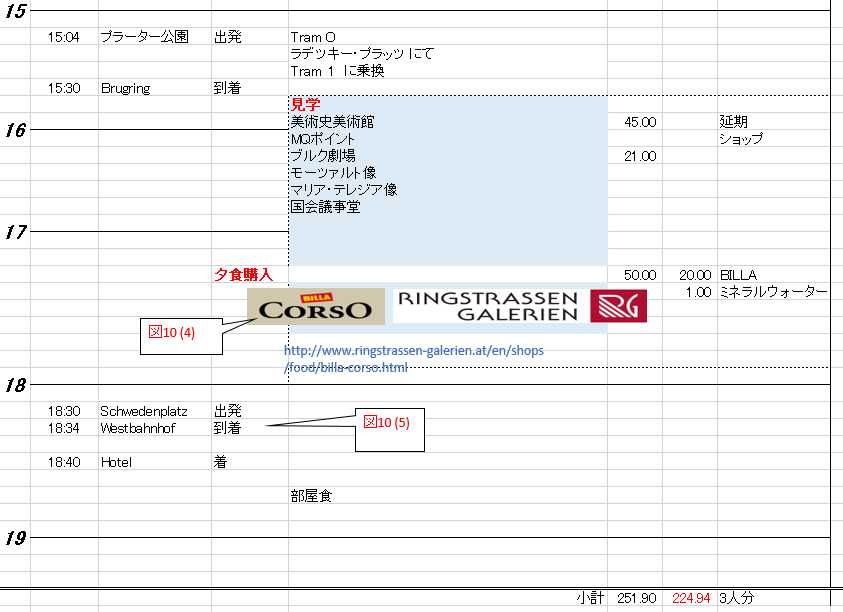 15
15:04 プラーター公園 出発 Tram O
ラデツキー・プラッツ にて
Tram 1 に乗換
15:30 Brugring 到着
見学
美術史美術館 45.00 延期
16
MQポイント ショップ
ブルク劇場 21.00
モーツァルト像
マリア・テレジア像
国会議事堂
17
夕食購入 50.00 20.00 BILLA
1.00 ミネラルウォーター
BILLA
CORSO
RINGSTRASSEN
GALERIEN
RG
図10 (4)
http://www.ringstrassen-galerien.at/en/shops
/food/billa-corso.html
18
18:30 Schwedenplatz 出発
18:34 Westbahnhof 到着
図10 (5)
18:40 Hotel 着
部屋食
19
小計 251.90 224.94 3人分